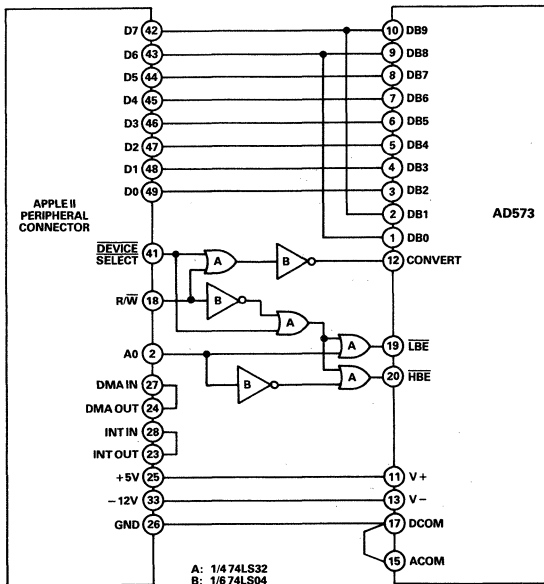 D7 42
D6 43
D5 44
D4 45
D3 46
D2 47
D1 48
D0 49
APPLE II
PERIPHERAL
CONNECTOR
DEVICE
SELECT 41
R/W 18
A0 2
DMA IN 27
DMA OUT 24
INT IN 28
INT OUT 23
+5V 25
−12V 33
GND 26
A
B
B
A
A
A
B
10 DB9
9 DB8
8 DB7
7 DB6
6 DB5
5 DB4
4 DB3
3 DB2
2 DB1
1 DB0
AD573
12 CONVERT
19 LBE
20 HBE
11 V+
13 V−
17 DCOM
15 ACOM
A: 1/4 74LS32
B: 1/6 74LS04